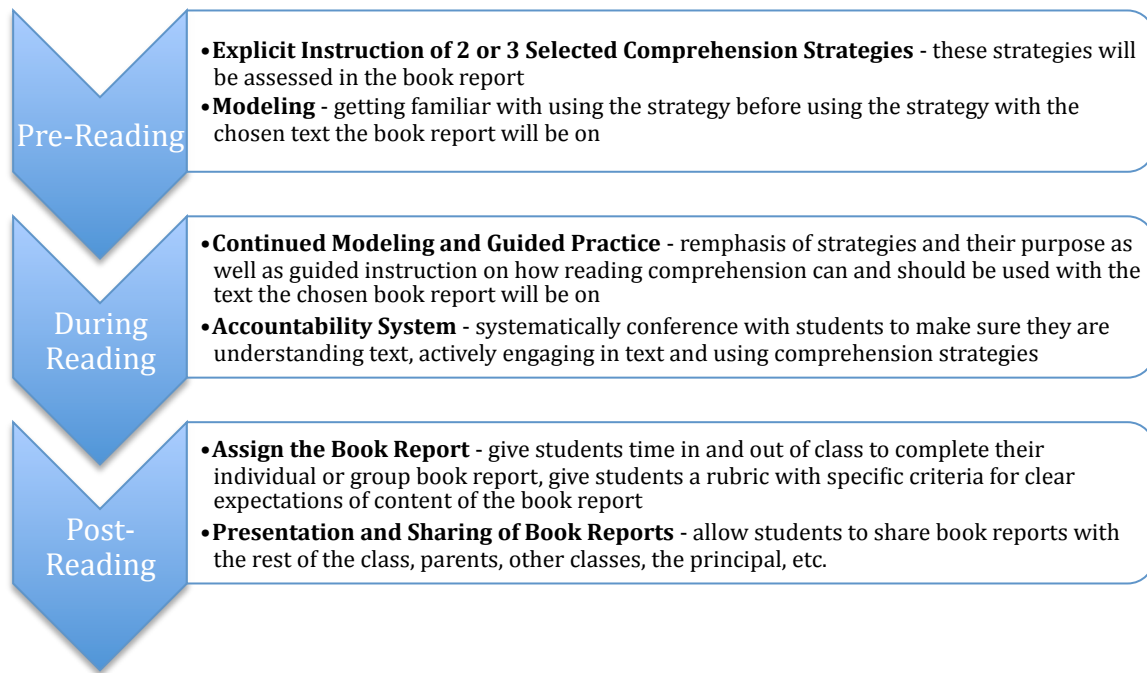 Pre-Reading
•Explicit Instruction of 2 or 3 Selected Comprehension Strategies - these strategies will
be assessed in the book report
•Modeling - getting familiar with using the strategy before using the strategy with the
chosen text the book report will be on
During
Reading
•Continued Modeling and Guided Practice - remphasis of strategies and their purpose as
well as guided instruction on how reading comprehension can and should be used with the
text the chosen book report will be on
•Accountability System - systematically conference with students to make sure they are
understanding text, actively engaging in text and using comprehension strategies
Post-
Reading
•Assign the Book Report - give students time in and out of class to complete their
individual or group book report, give students a rubric with specific criteria for clear
expectations of content of the book report
•Presentation and Sharing of Book Reports - allow students to share book reports with
the rest of the class, parents, other classes, the principal, etc.